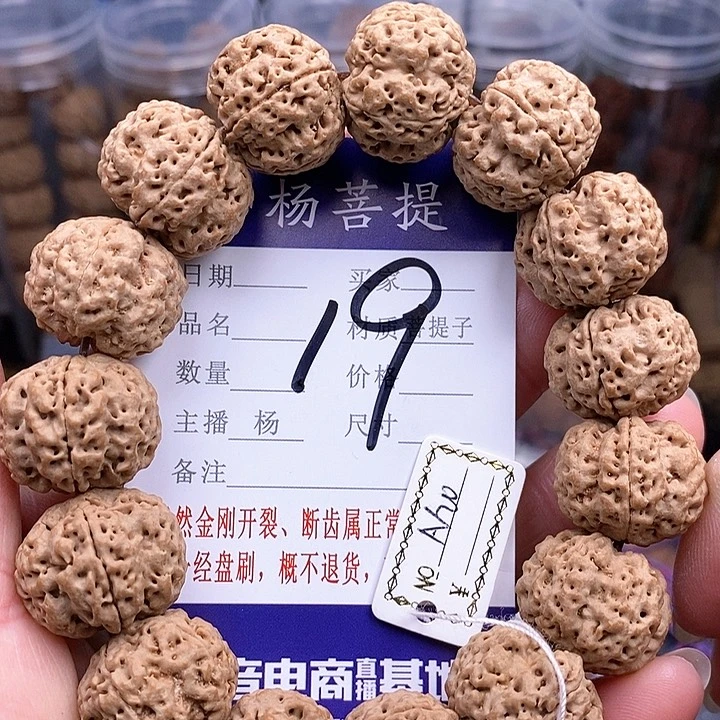 杨菩提
日期 买家
19
品名 材质 菩提子
数量 价格
主播 杨 尺寸
备注
然金刚开裂、断齿属正常
经盘刷，概不退货，
NO
电商直播基地